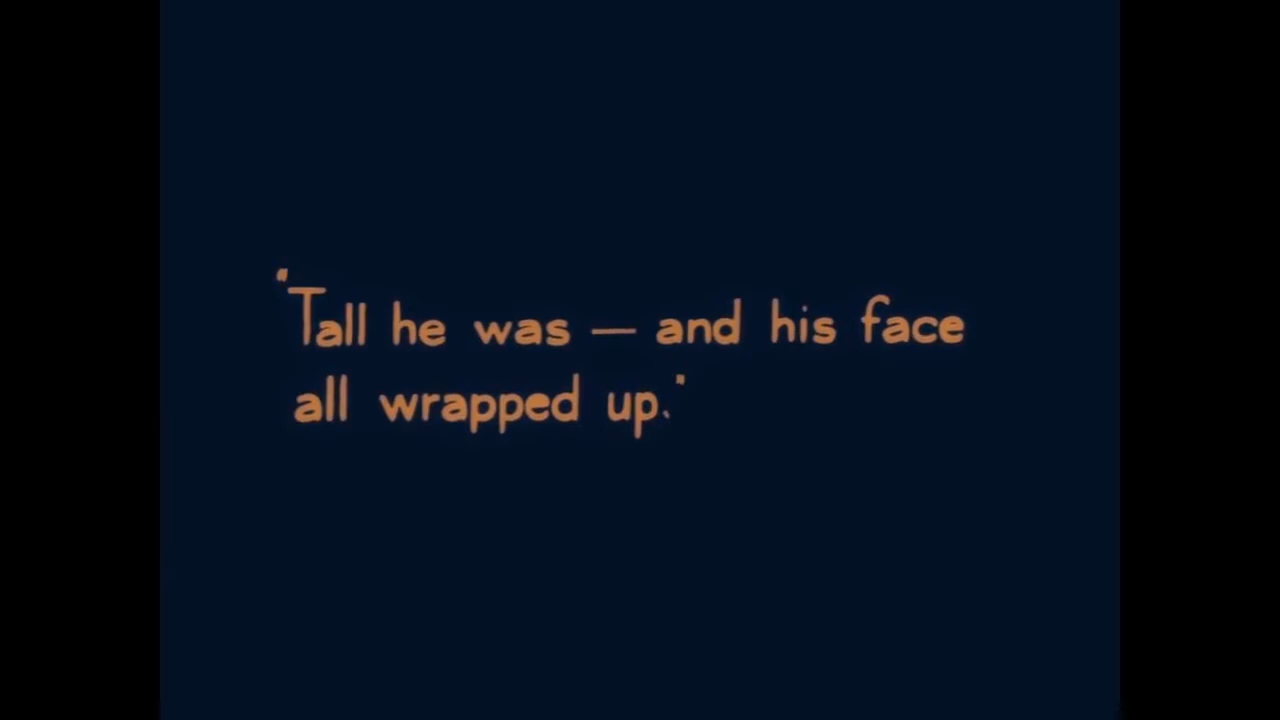 "Tall he was — and his face
all wrapped up."